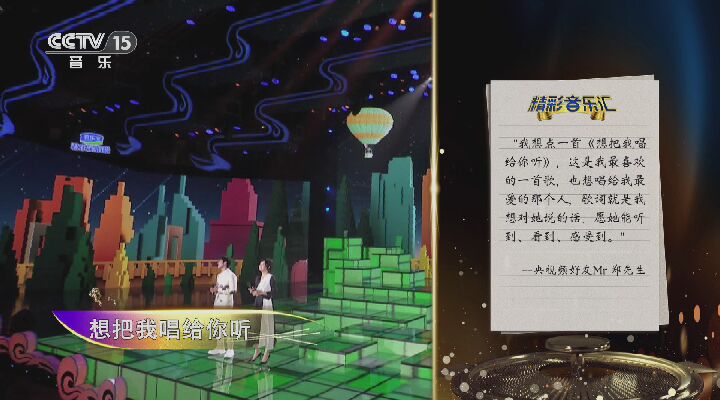 CCTV 15
音乐
精彩音乐汇
"我想点一首《想把我唱
给你听》，这是我最喜欢
的一首歌，也想唱给我最
爱的那个人，歌词就是我
想对她说的话，愿她能听
到、看到、感受到。"
—央视频好友Mr 郑先生
想把我唱给你听